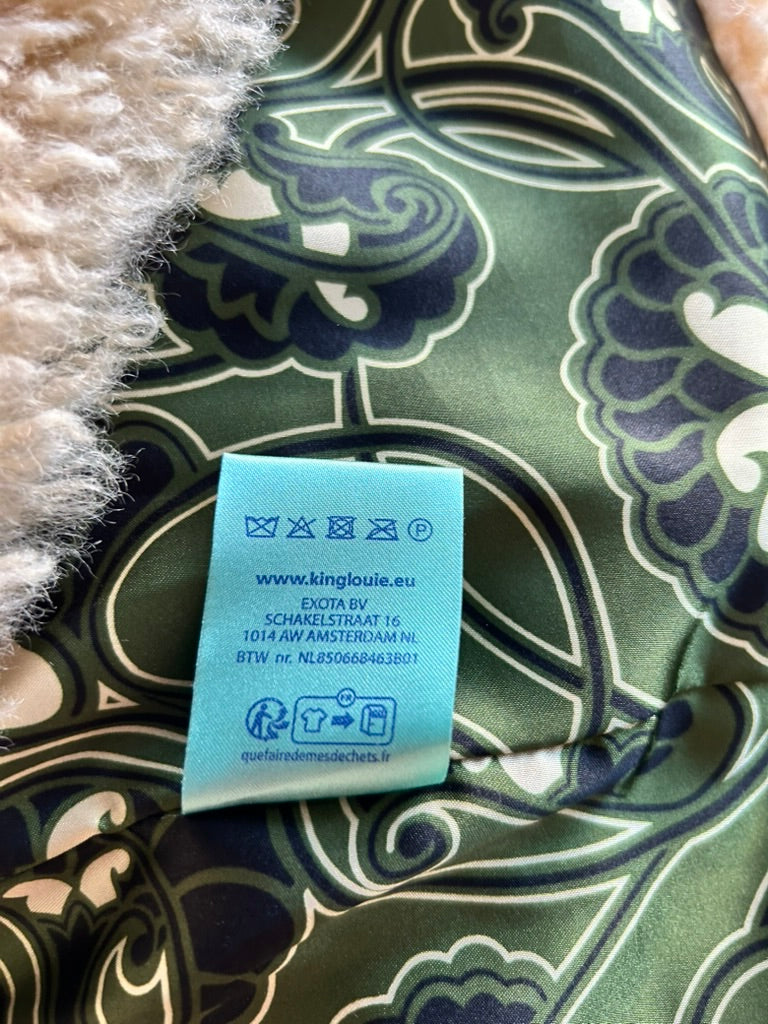 P
www.kinglouie.eu
EXOTA BV
SCHAKELSTRAAT 16
1014 AW AMSTERDAM NL
BTW nr. NL850668463B01
FR
quefairedemesdechets.fr